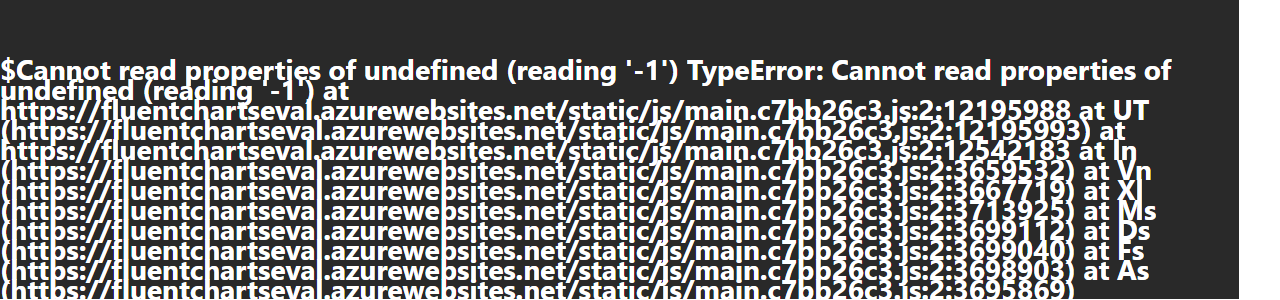 $Cannot read properties of undefined (reading '-1') TypeError: Cannot read properties of
undefined (reading '-1') at
https://fluentchartseval.azurewebsites.net/static/js/main.c7bb26c3.js:2:12195988 at UT
(https://fluentchartseval.azurewebsites.net/static/js/main.c7bb26c3.js:2:12195993) at
https://fluentchartseval.azurewebsites.net/static/js/main.c7bb26c3.js:2:12542183 at In
(https://fluentchartseval.azurewebsites.net/static/js/main.c7bb26c3.js:2:3659532) at Vn
(https://fluentchartseval.azurewebsites.net/static/js/main.c7bb26c3.js:2:3667719) at Xl
(https://fluentchartseval.azurewebsites.net/static/js/main.c7bb26c3.js:2:3713925) at Ms
(https://fluentchartseval.azurewebsites.net/static/js/main.c7bb26c3.js:2:3699112) at Ds
(https://fluentchartseval.azurewebsites.net/static/js/main.c7bb26c3.js:2:3699040) at Fs
(https://fluentchartseval.azurewebsites.net/static/js/main.c7bb26c3.js:2:3698903) at As
(https://fluentchartseval.azurewebsites.net/static/js/main.c7bb26c3.js:2:3695869)